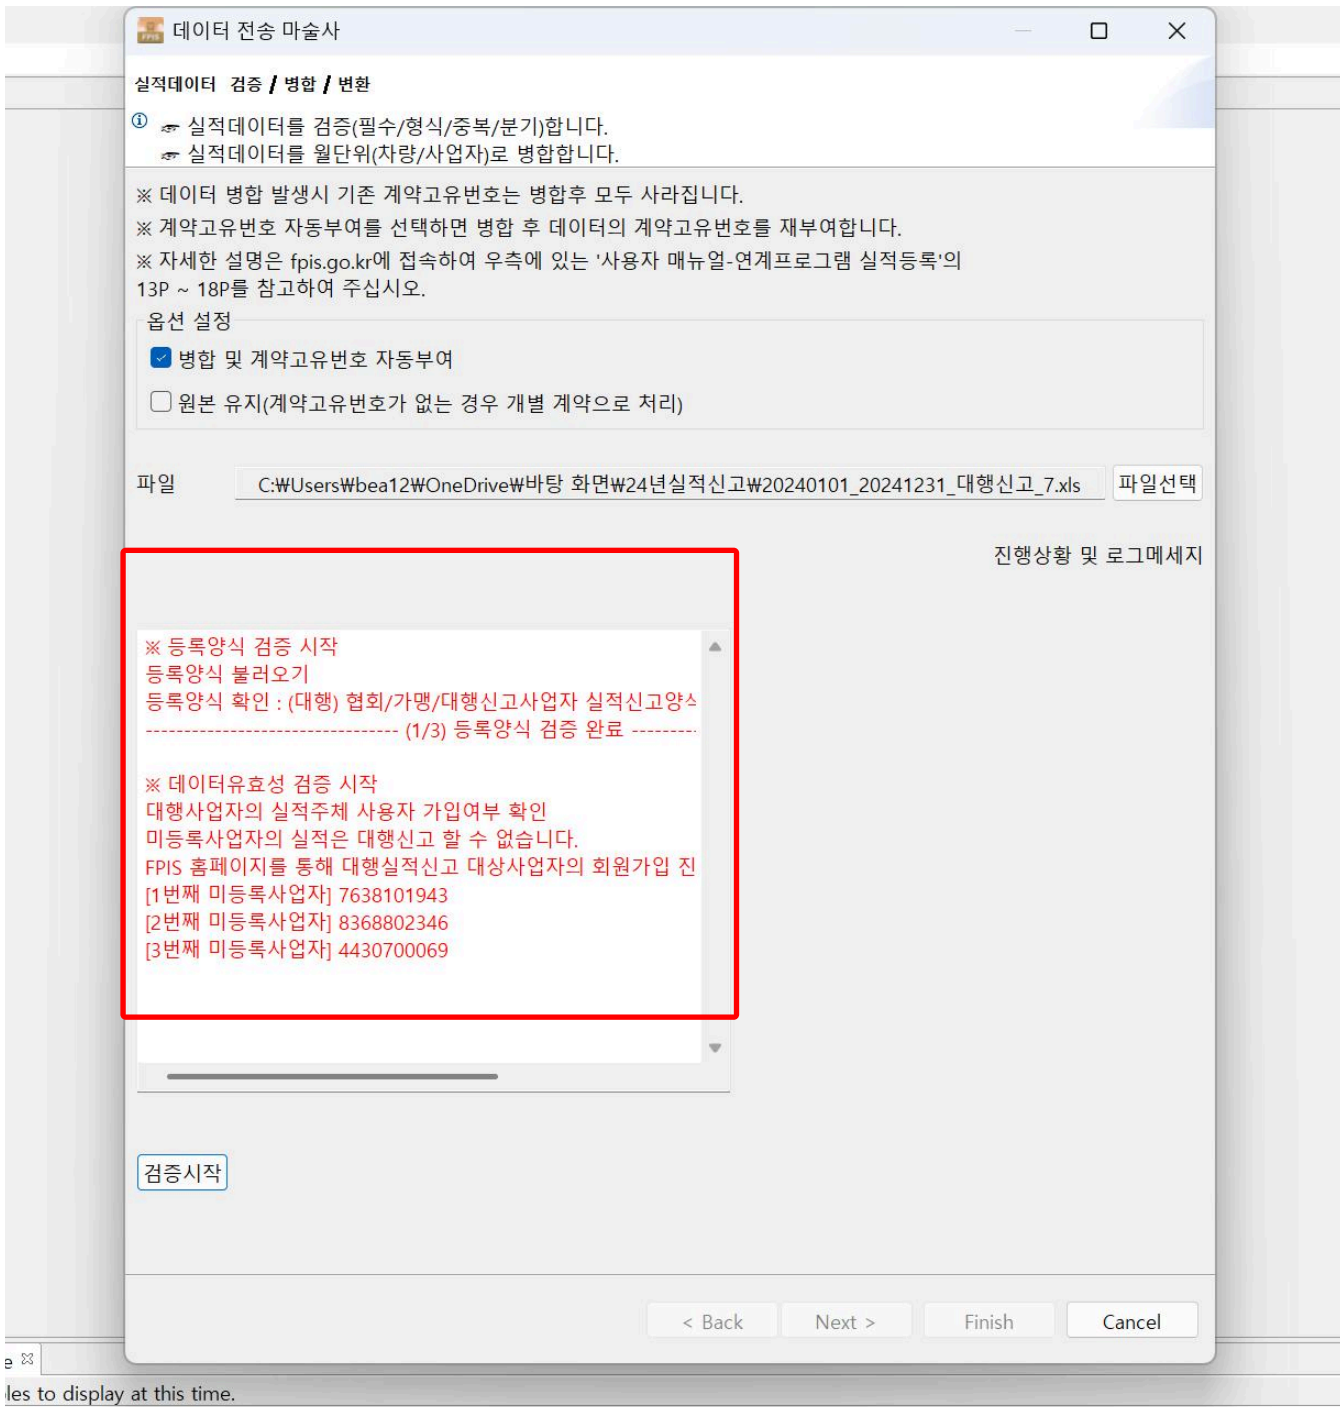 데이터 전송 마술사
실적데이터 검증 / 병합 / 변환
☞ 실적데이터를 검증(필수/형식/중복/분기)합니다.
☞ 실적데이터를 월단위(차량/사업자)로 병합합니다.
※ 데이터 병합 발생시 기존 계약고유번호는 병합후 모두 사라집니다.
※ 계약고유번호 자동부여를 선택하면 병합 후 데이터의 계약고유번호를 재부여합니다.
※ 자세한 설명은 fpis.go.kr에 접속하여 우측에 있는 '사용자 매뉴얼-연계프로그램 실적등록'의
13P ~ 18P를 참고하여 주십시오.
옵션 설정
병합 및 계약고유번호 자동부여
원본 유지(계약고유번호가 없는 경우 개별 계약으로 처리)
파일 C:₩Users₩bea12₩OneDrive₩바탕 화면₩24년실적신고₩20240101_20241231_대행신고_7.xls 파일선택
진행상황 및 로그메세지
※ 등록양식 검증 시작
등록양식 불러오기
등록양식 확인 : (대행) 협회/가맹/대행신고사업자 실적신고양식
--------------------------------- (1/3) 등록양식 검증 완료 ---------
※ 데이터유효성 검증 시작
대행사업자의 실적주체 사용자 가입여부 확인
미등록사업자의 실적은 대행신고 할 수 없습니다.
FPIS 홈페이지를 통해 대행실적신고 대상사업자의 회원가입 진
[1번째 미등록사업자] 7638101943
[2번째 미등록사업자] 8368802346
[3번째 미등록사업자] 4430700069
검증시작
< Back Next > Finish Cancel
e
les to display at this time.